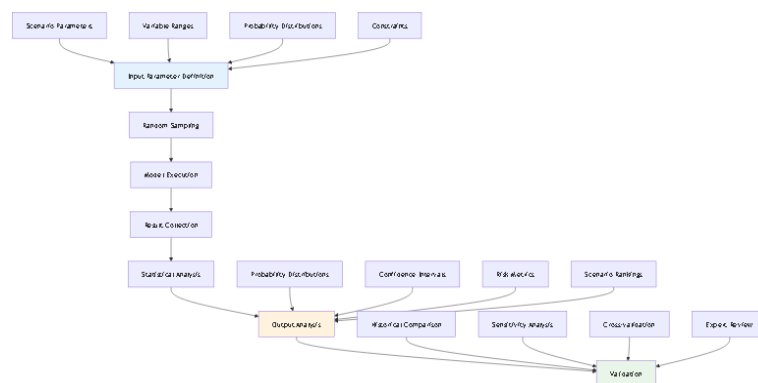 Scenario Parameters
Variable Ranges
Probability Distributions
Constraints
Input Parameter Definition
Random Sampling
Model Execution
Result Collection
Statistical Analysis
Probability Distributions
Confidence Intervals
Risk Metrics
Scenario Rankings
Output Analysis
Historical Comparison
Sensitivity Analysis
Cross-validation
Expert Review
Validation